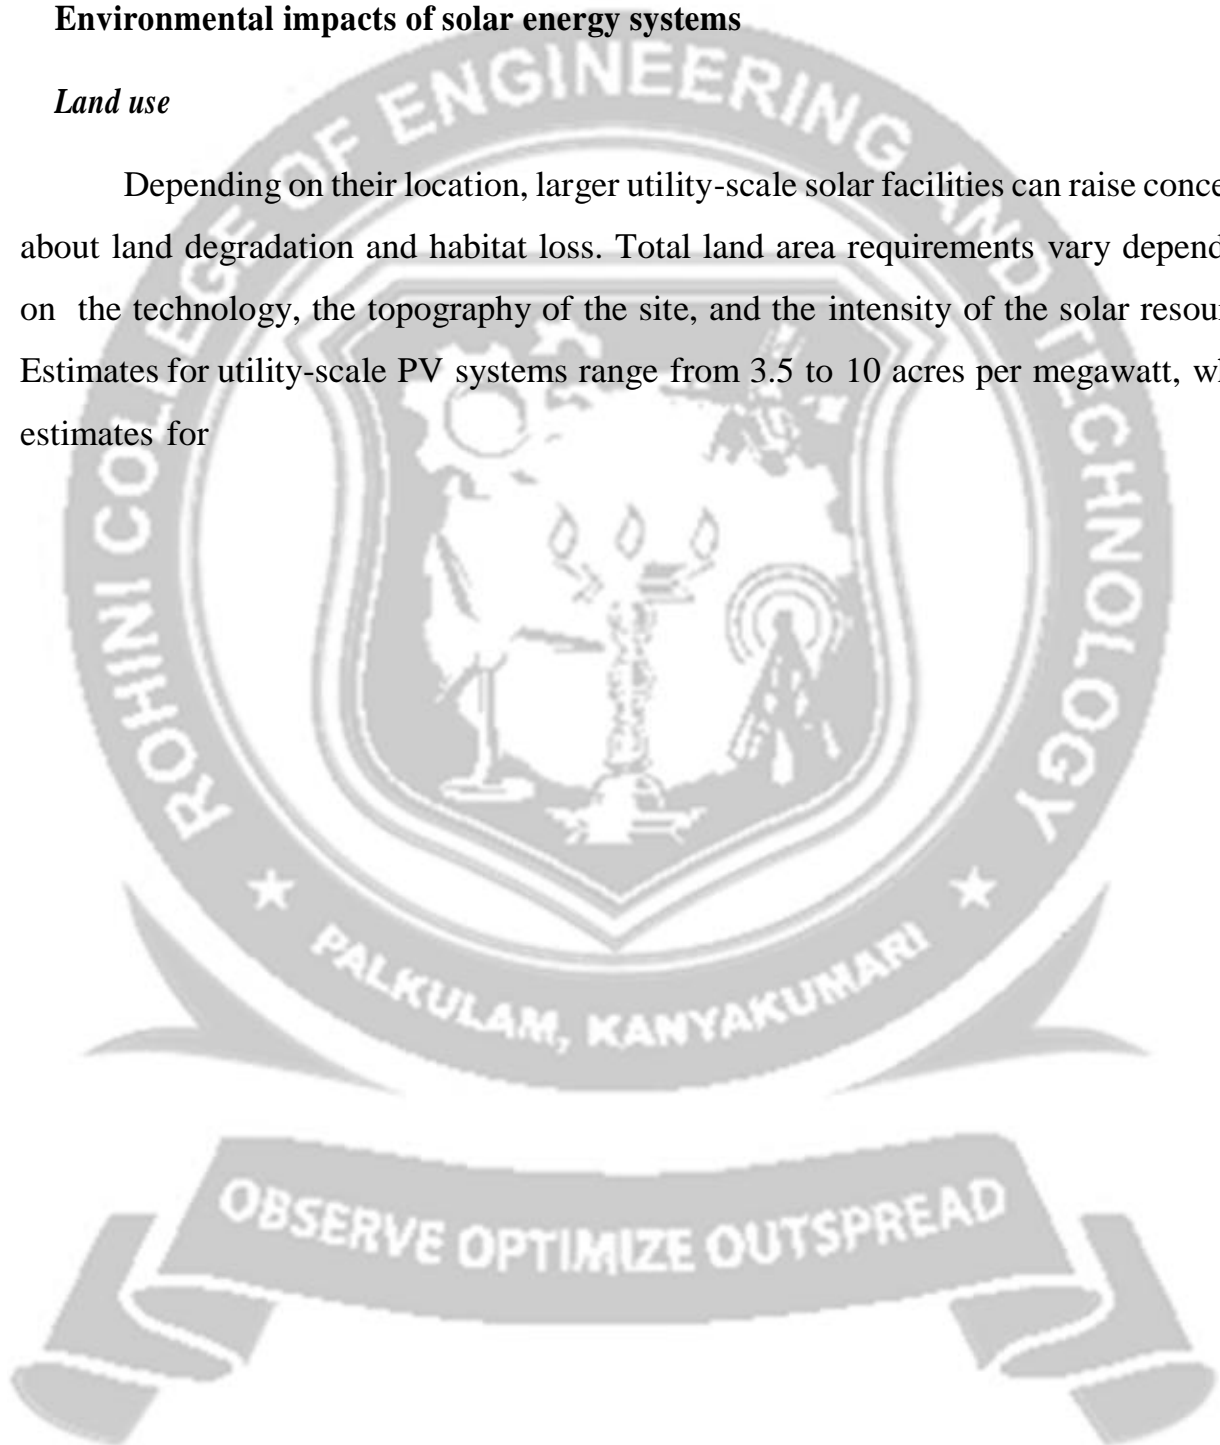 Environmental impacts of solar energy systems
Land use
Depending on their location, larger utility-scale solar facilities can raise conce
about land degradation and habitat loss. Total land area requirements vary depend
on the technology, the topography of the site, and the intensity of the solar resou
Estimates for utility-scale PV systems range from 3.5 to 10 acres per megawatt, wh
estimates for
ROHINI COLLEGE OF ENGINEERING AND TECHNOLOGY
PALKULAM, KANYAKUMARI
OBSERVE OPTIMIZE OUTSPREAD